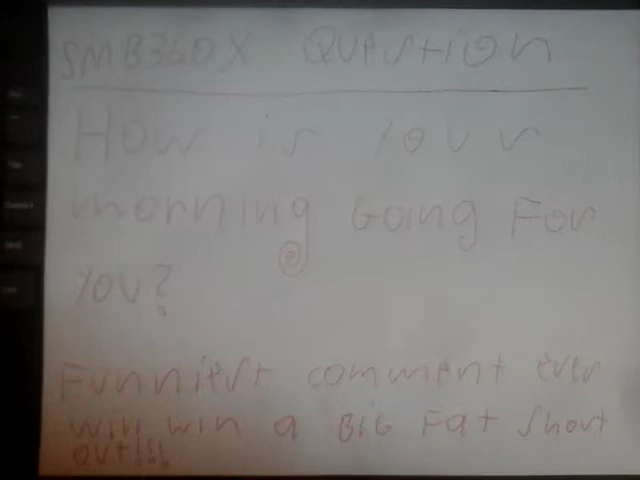 SMB360X QUESTION
How is your
morning Going For
you?
Funniest comment ever
will win a BIG Fat shout
out!!!